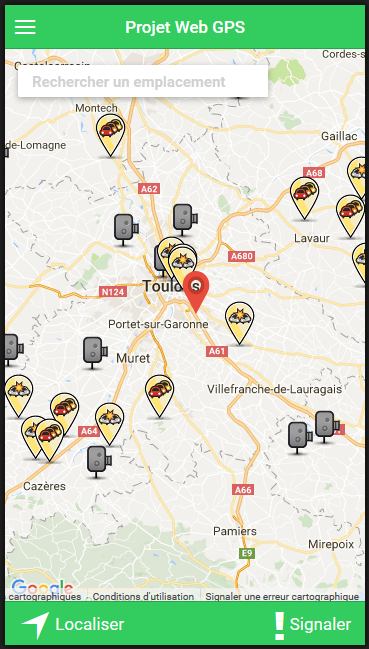 Projet Web GPS
Cordes-s
Rechercher un emplacement
Montech
de-Lomagne
Gaillac
A68
A62
Lavaur
A680
Toulo
N124
Portet-sur-Garonne
A61
Muret
Villefranche-de-Lauragais
A64
Cazères
A66
Pamiers
Mirepoix
E9
Google
cartographiques
Conditions d'utilisation
Signaler une erreur cartographique
Localiser
Signaler